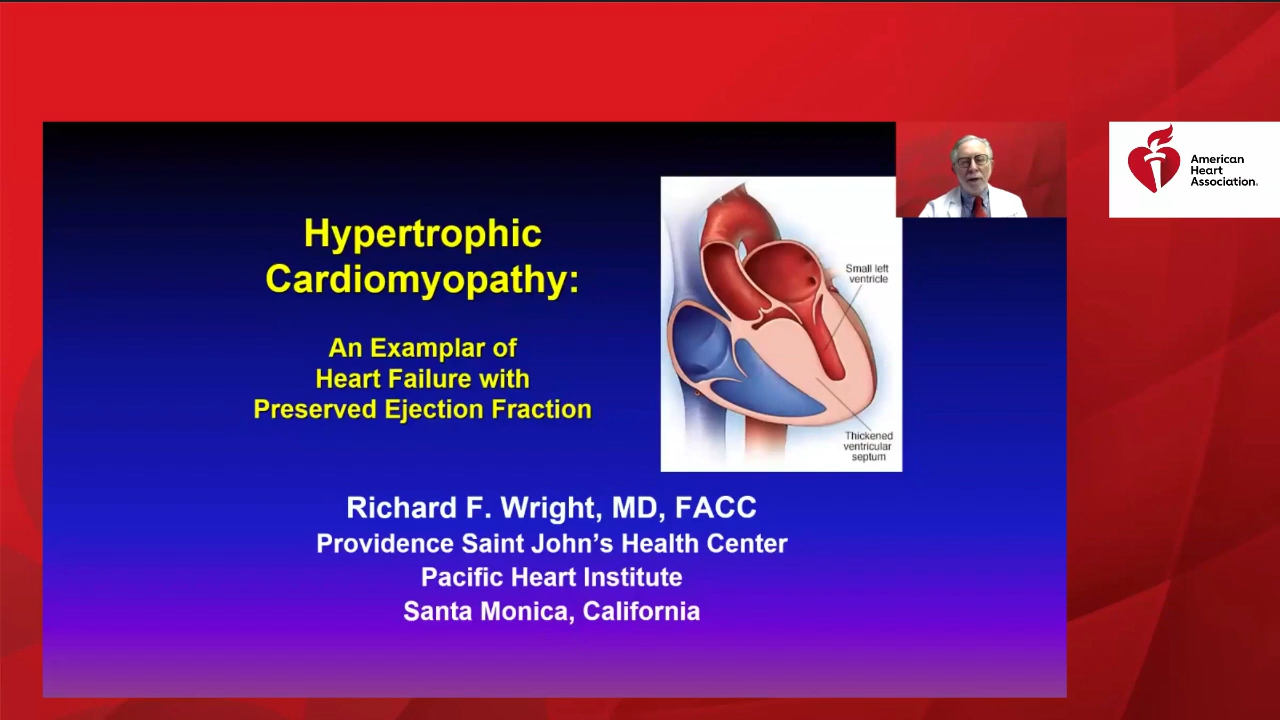 Hypertrophic
Cardiomyopathy:
An Examplar of
Heart Failure with
Preserved Ejection Fraction
Small left
ventricle
Thickened
ventricular
septum
Richard F. Wright, MD, FACC
Providence Saint John’s Health Center
Pacific Heart Institute
Santa Monica, California
American
Heart
Association.